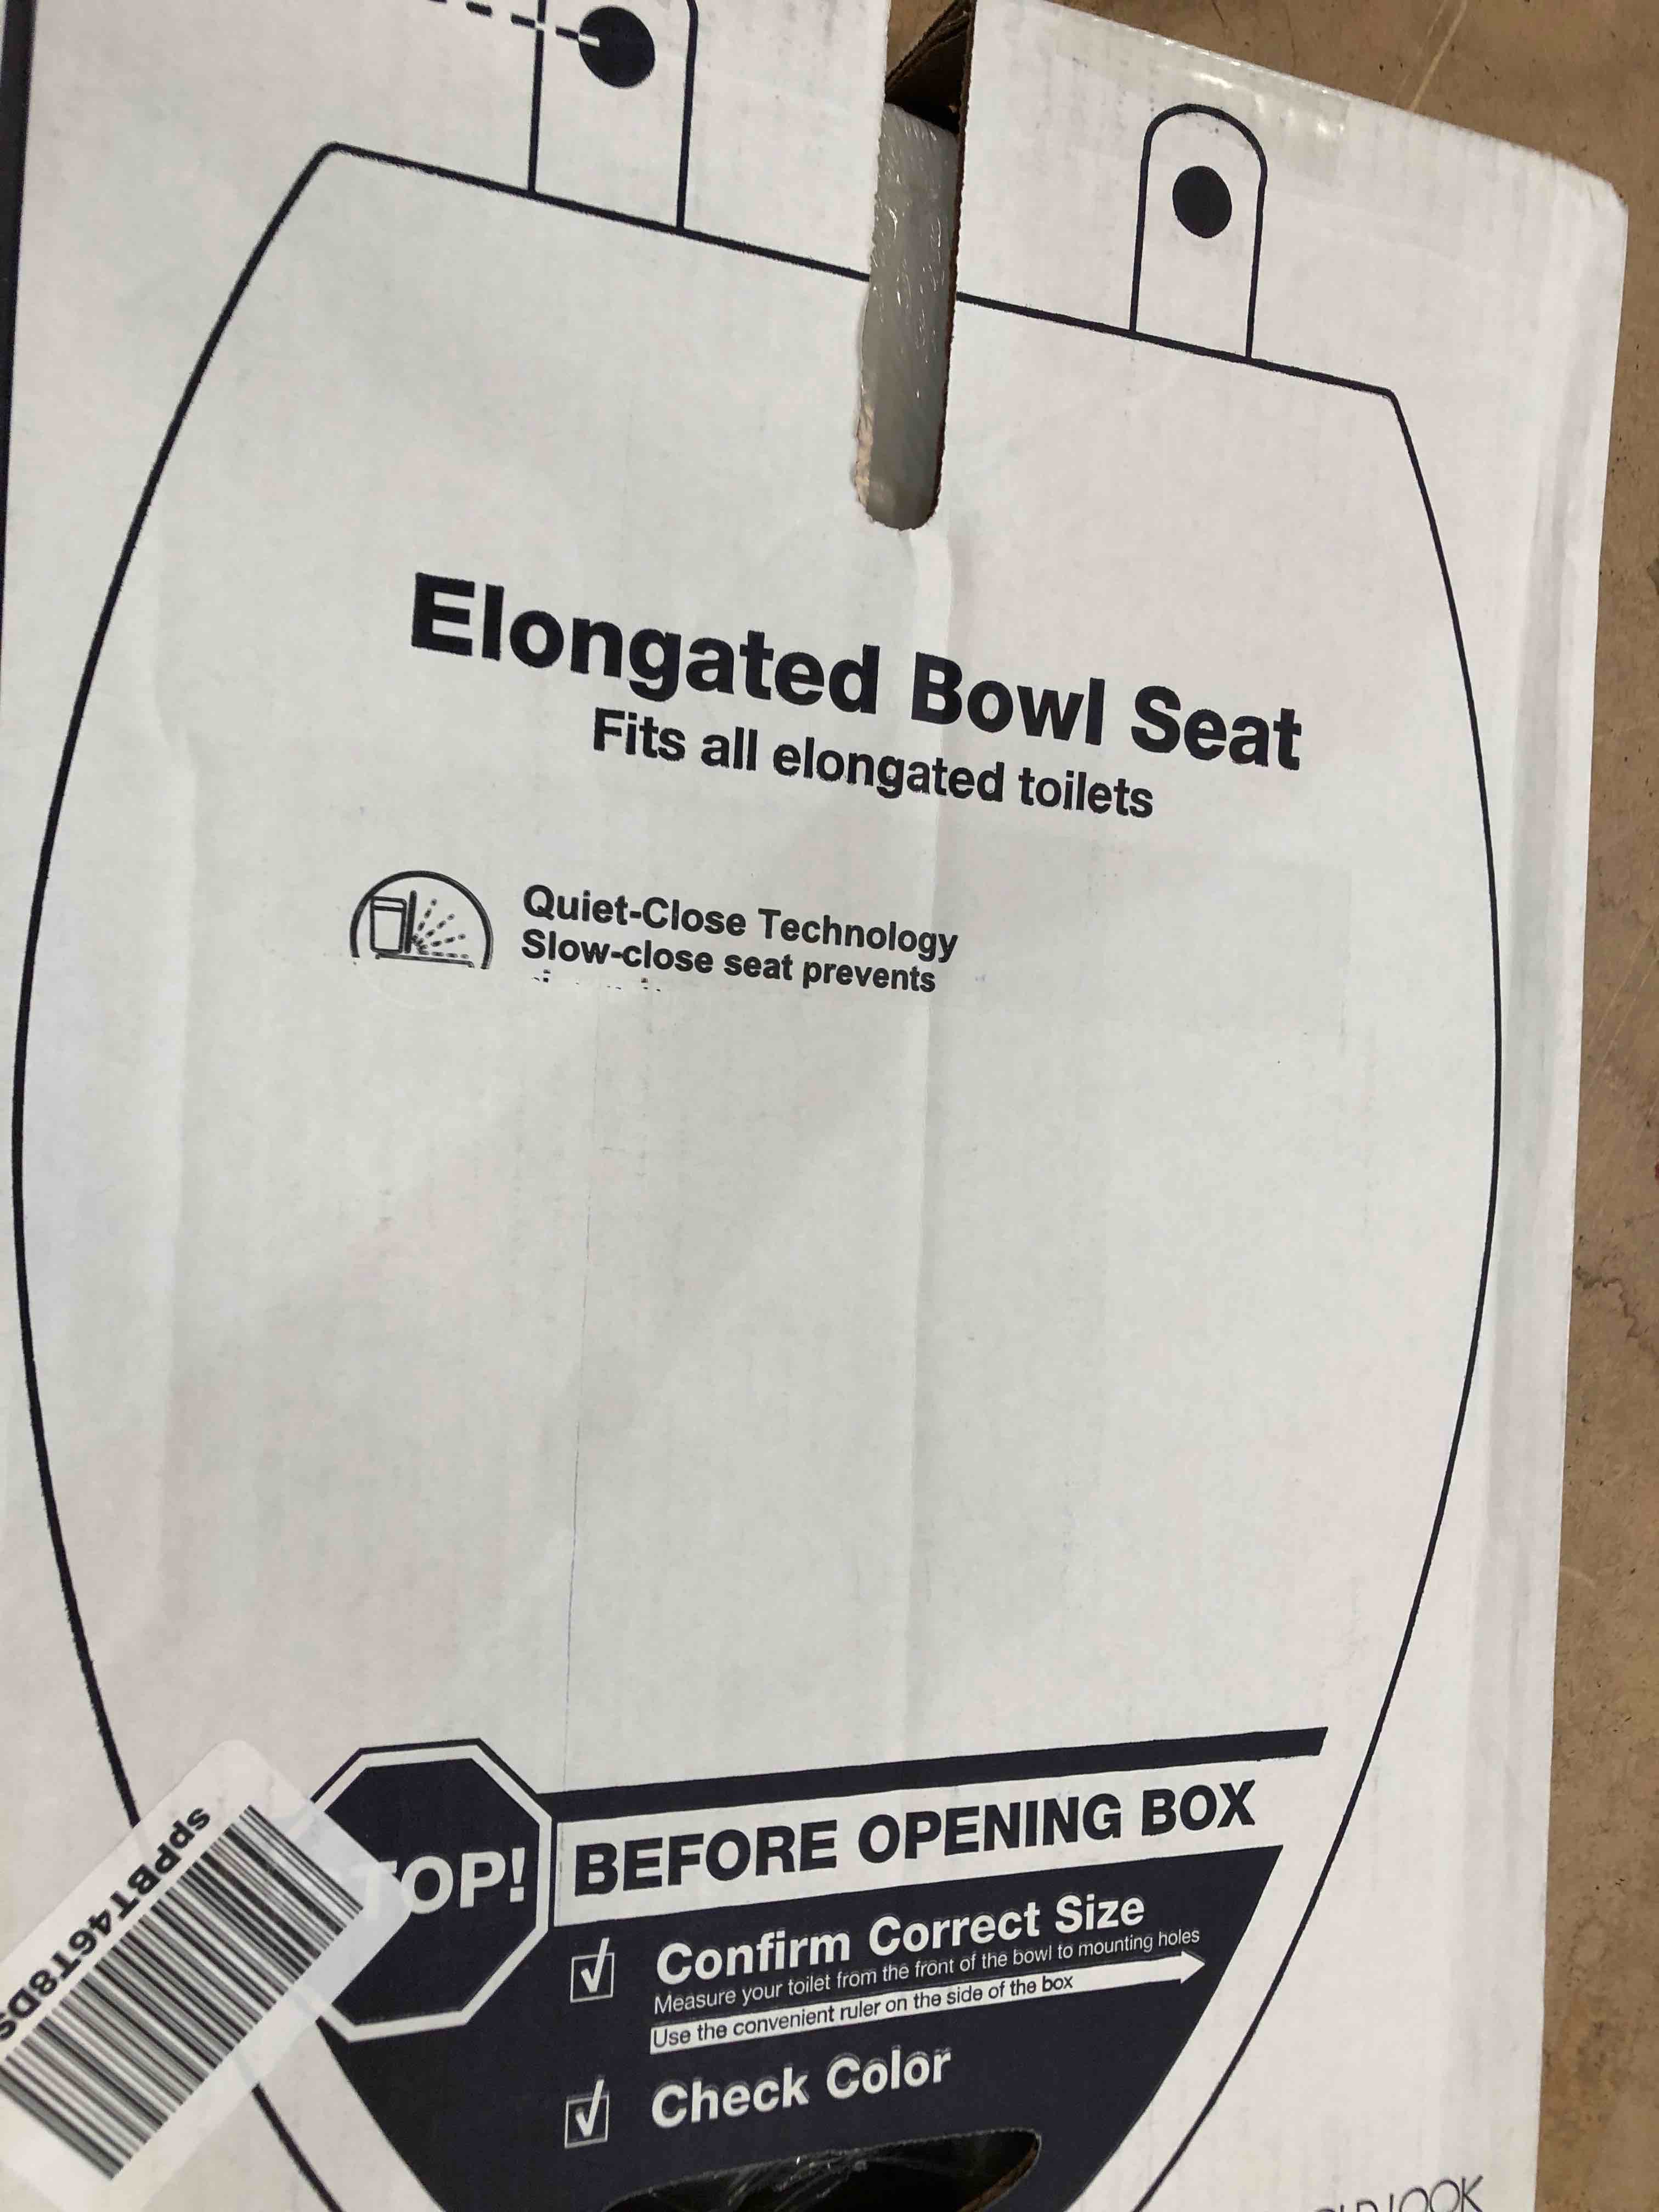 Elongated Bowl Seat
Fits all elongated toilets
Quiet-Close Technology
Slow-close seat prevents
TOP!
BEFORE OPENING BOX
Confirm Correct Size
Measure your toilet from the front of the bowl to mounting holes
Use the convenient ruler on the side of the box
Check Color
LOOK